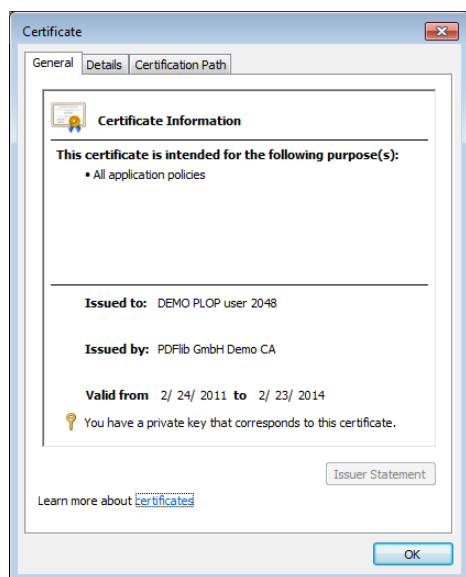 Certificate
General Details Certification Path
Certificate Information
This certificate is intended for the following purpose(s):
• All application policies
Issued to: DEMO PLOP user 2048
Issued by: PDFlib GmbH Demo CA
Valid from 2/ 24/ 2011 to 2/ 23/ 2014
You have a private key that corresponds to this certificate.
Issuer Statement
Learn more about certificates
OK